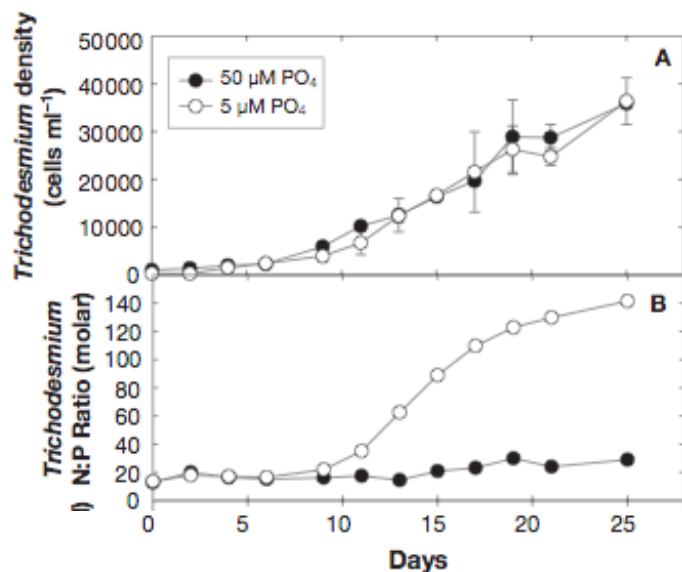 50000
40000
30000
20000
10000
0
Trichodesmium density
(cells ml⁻¹)
50 µM PO₄
5 µM PO₄
A
140
120
100
80
60
40
20
0
Trichodesmium
l) N:P Ratio (molar)
B
0 5 10 15 20 25
Days